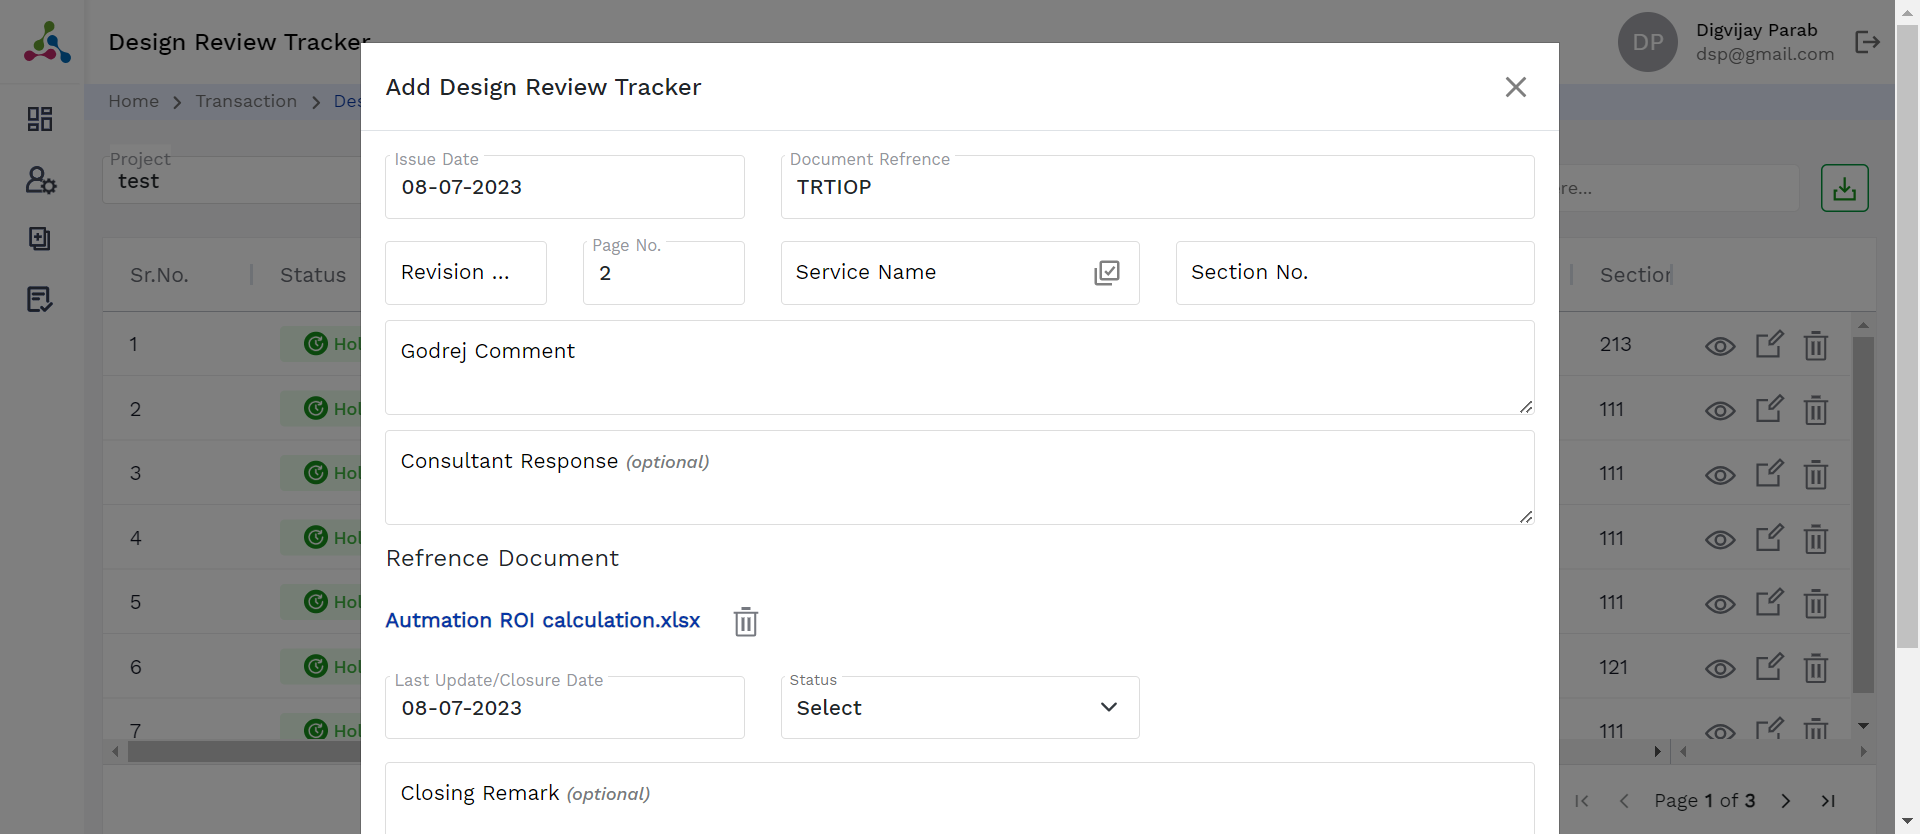 Design Review Tracker
DP
Digvijay Parab
dsp@gmail.com
Add Design Review Tracker
Home
Transaction
Des
Project
test
Issue Date
08-07-2023
Document Refrence
TRTIOP
re...
Revision ...
Page No.
2
Service Name
Section No.
Sr.No.
Status
Section
Godrej Comment
1
Hol
213
2
Hol
111
Consultant Response (optional)
3
Hol
111
4
Hol
111
Refrence Document
5
Hol
111
Autmation ROI calculation.xlsx
6
Hol
121
Last Update/Closure Date
08-07-2023
Status
Select
7
Hol
111
Closing Remark (optional)
Page 1 of 3